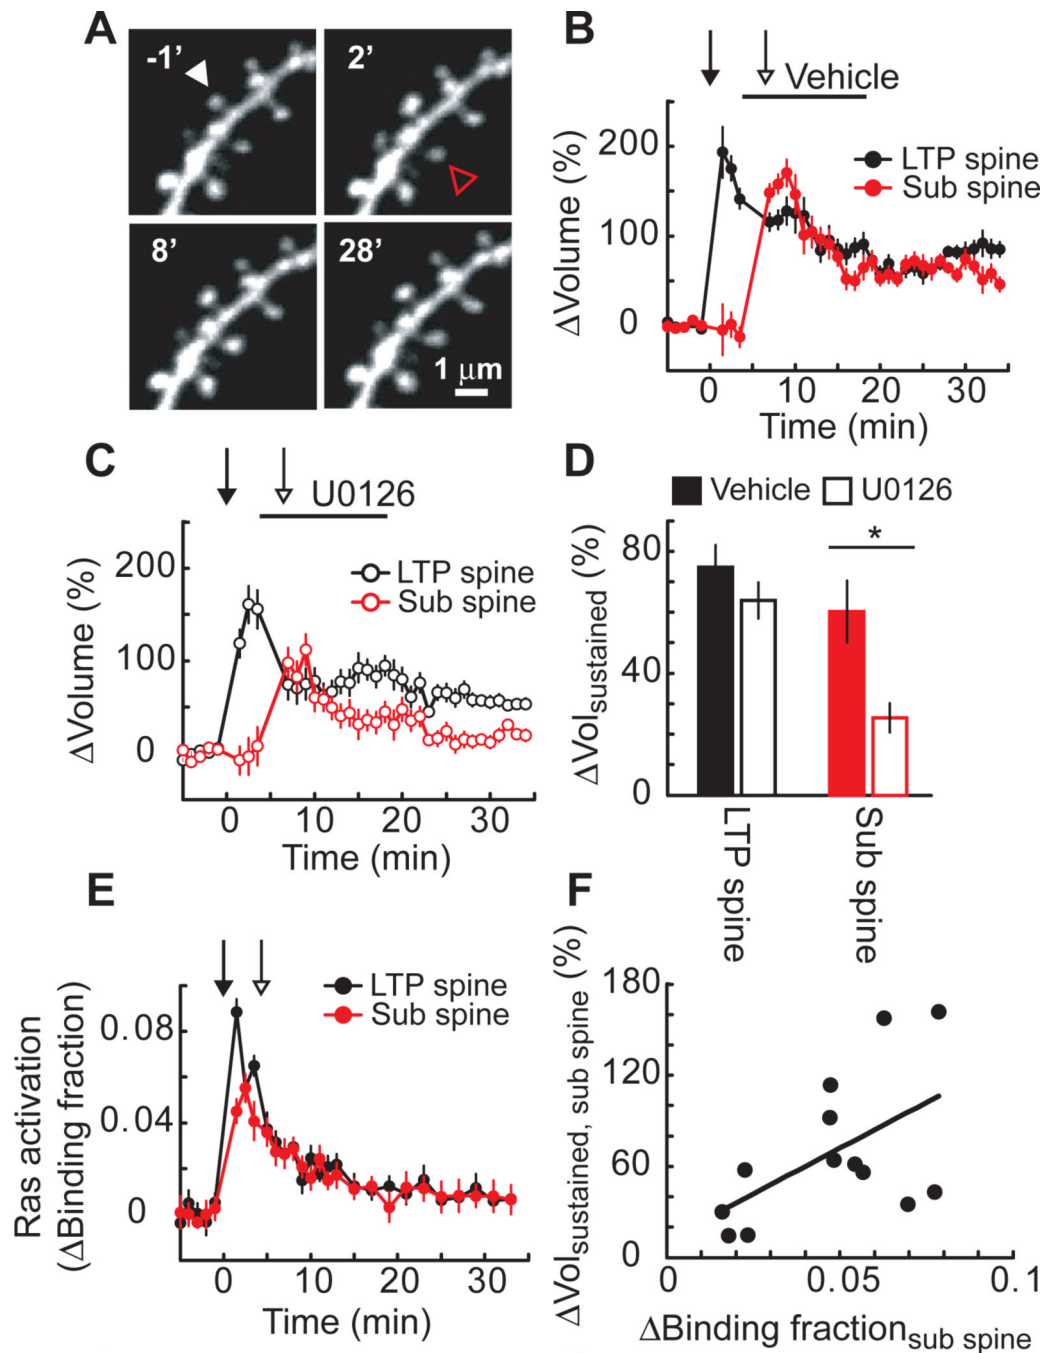 A
-1’
2’
8’
28’
1 µm
B
Vehicle
ΔVolume (%)
200
100
0
LTP spine
Sub spine
0 10 20 30
Time (min)
C
U0126
ΔVolume (%)
200
100
0
LTP spine
Sub spine
0 10 20 30
Time (min)
D
Vehicle U0126
ΔVolsustained (%)
80
40
0
*
LTP spine
Sub spine
E
Ras activation
(ΔBinding fraction)
0.08
0.04
0
LTP spine
Sub spine
0 10 20 30
Time (min)
F
ΔVolsustained, sub spine (%)
180
120
60
0
0 0.05 0.1
ΔBinding fractionsub spine